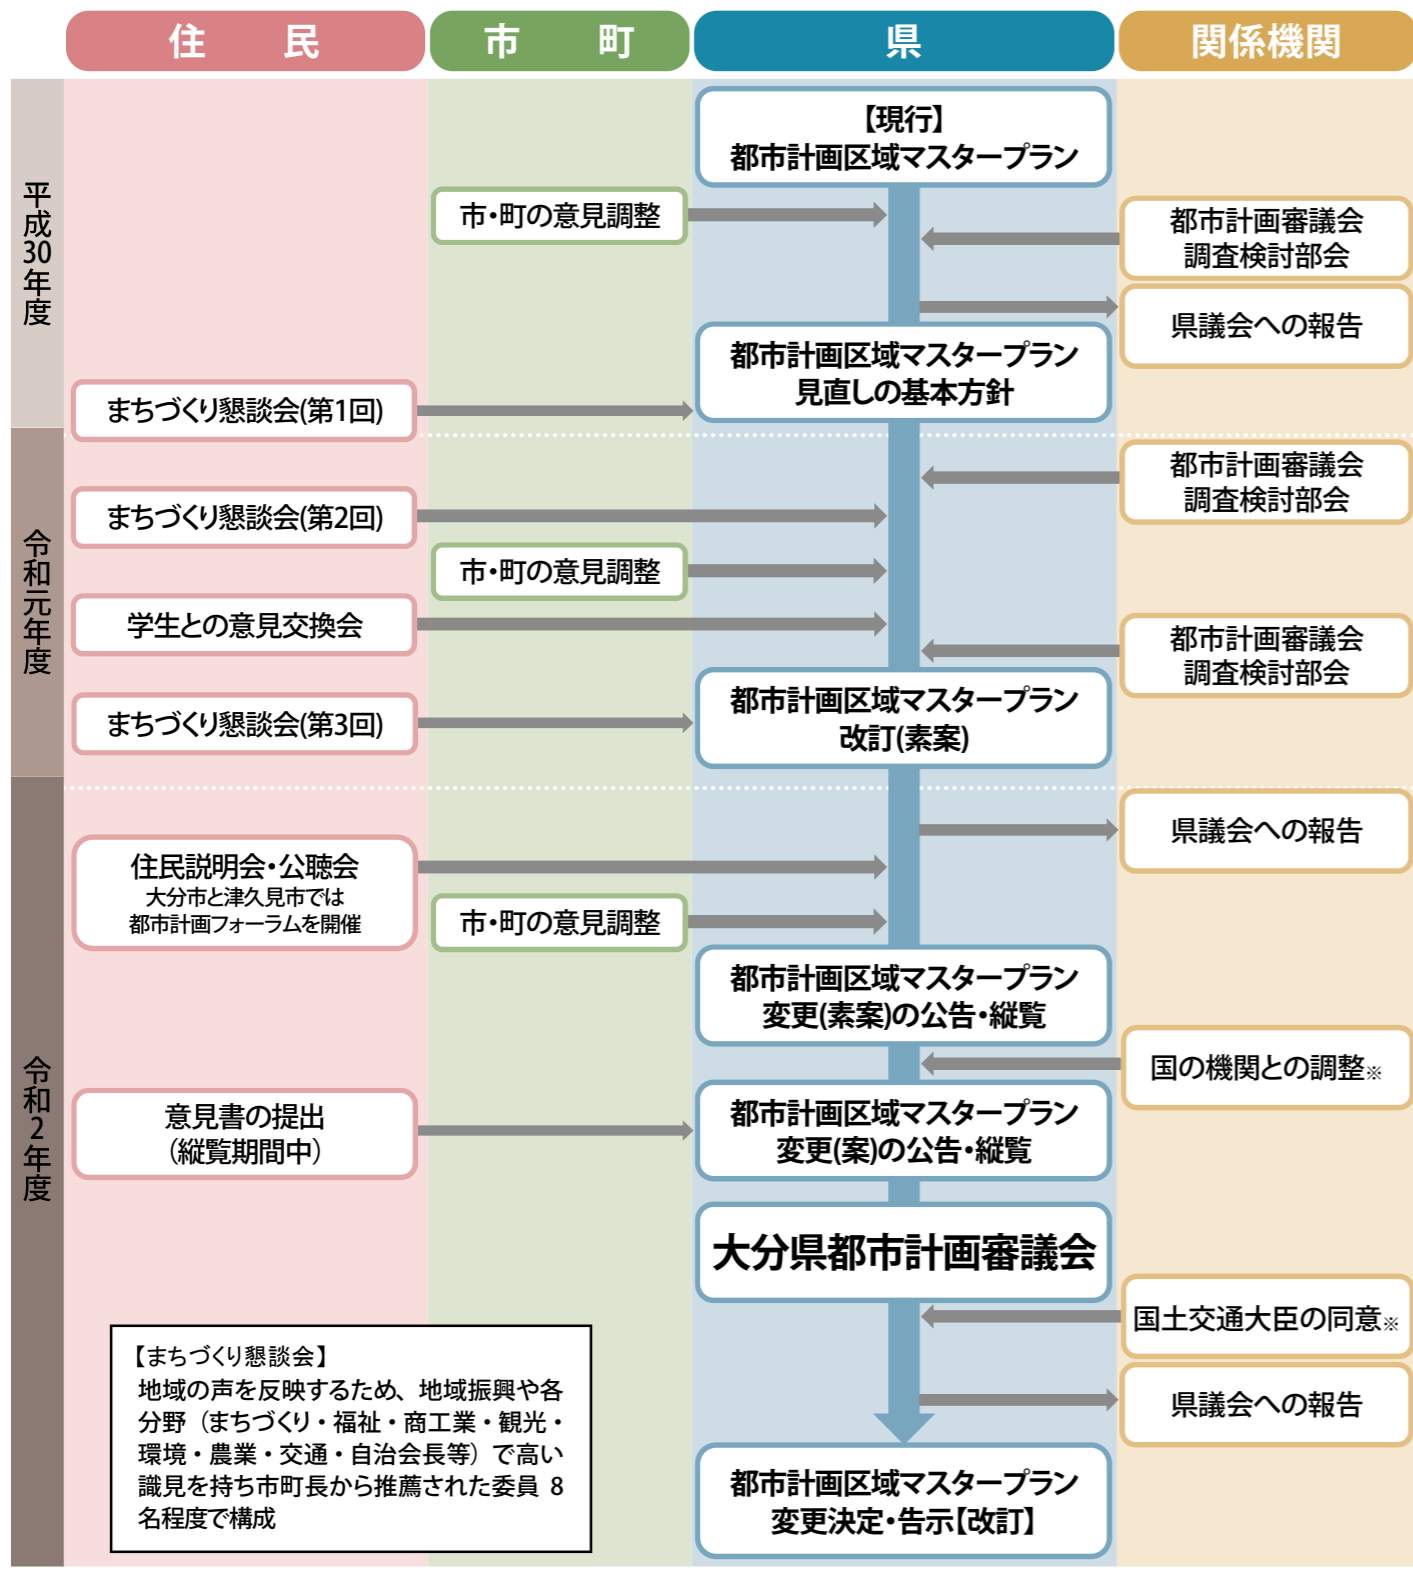 住民
市町
県
関係機関
平成30年度
【現行】
都市計画区域マスタープラン
市・町の意見調整
都市計画審議会
調査検討部会
県議会への報告
都市計画区域マスタープラン
見直しの基本方針
まちづくり懇談会(第1回)
令和元年度
都市計画審議会
調査検討部会
まちづくり懇談会(第2回)
市・町の意見調整
学生との意見交換会
都市計画審議会
調査検討部会
都市計画区域マスタープラン
改訂(素案)
まちづくり懇談会(第3回)
令和2年度
県議会への報告
住民説明会・公聴会
大分市と津久見市では
都市計画フォーラムを開催
市・町の意見調整
都市計画区域マスタープラン
変更(素案)の公告・縦覧
国の機関との調整※
意見書の提出
(縦覧期間中)
都市計画区域マスタープラン
変更(案)の公告・縦覧
大分県都市計画審議会
国土交通大臣の同意※
県議会への報告
都市計画区域マスタープラン
変更決定・告示【改訂】
【まちづくり懇談会】
地域の声を反映するため、地域振興や各
分野（まちづくり・福祉・商工業・観光・
環境・農業・交通・自治会長等）で高い
識見を持ち市町長から推薦された委員 8
名程度で構成